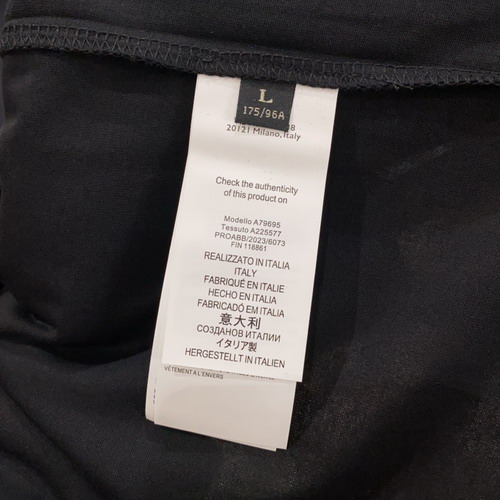 L
175/96A
20121 Milano, Italy
Check the authenticity
of this product on
Modello A79695
Tessuto A225577
PROABB/2023/6073
FIN 118861
REALIZZATO IN ITALIA
ITALY
FABRIQUÉ EN ITALIE
HECHO EN ITALIA
FABRICADO EM ITALIA
意大利
СОЗДАНОВ ИТАЛИИ
イタリア製
HERGESTELLT IN ITALIEN
VÊTEMENT A L'ENVERS